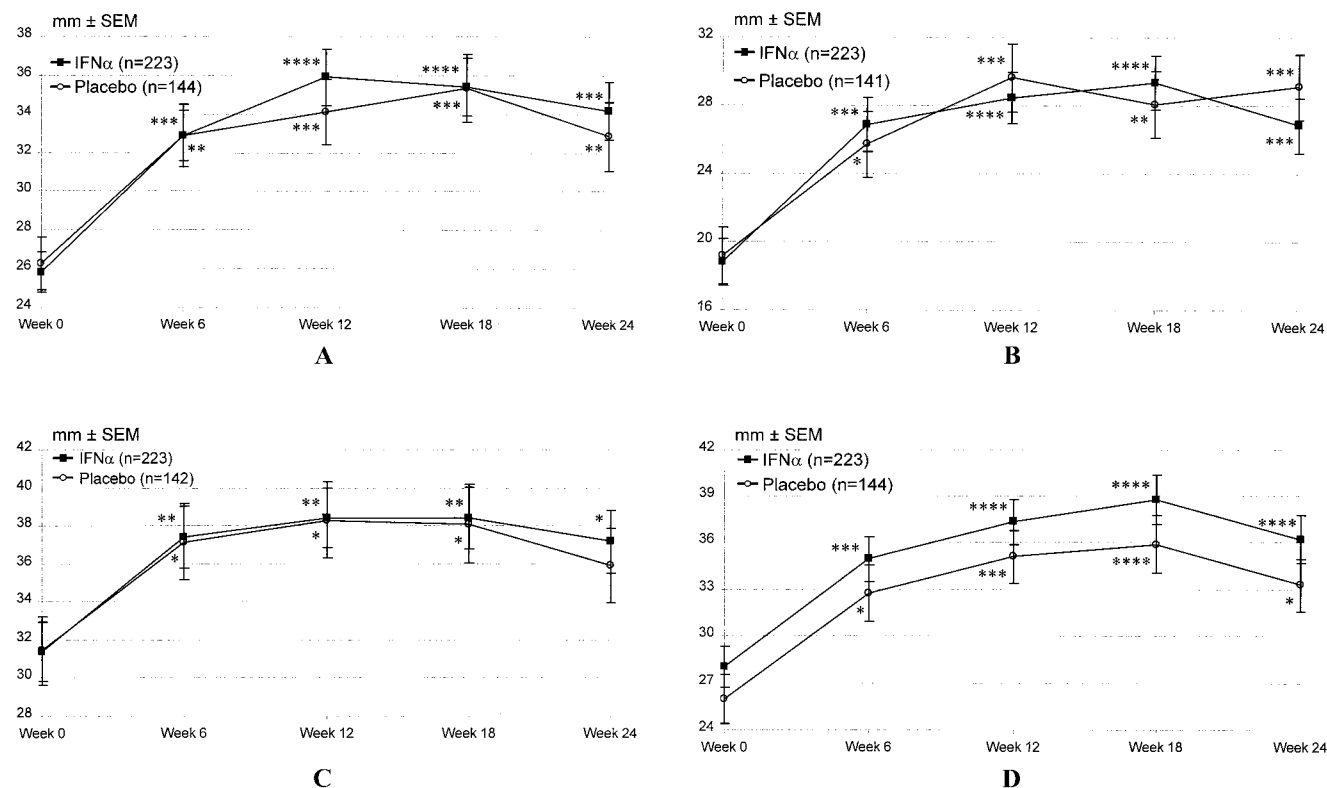 mm ± SEM
38
36
34
32
30
28
26
24
IFNα (n=223)
Placebo (n=144)
***
**
****
***
****
***
***
**
Week 0
Week 6
Week 12
Week 18
Week 24
A
mm ± SEM
32
28
24
20
16
IFNα (n=223)
Placebo (n=141)
***
*
***
****
****
**
***
***
Week 0
Week 6
Week 12
Week 18
Week 24
B
mm ± SEM
42
40
38
36
34
32
30
28
IFNα (n=223)
Placebo (n=142)
**
*
**
*
**
*
*
Week 0
Week 6
Week 12
Week 18
Week 24
C
mm ± SEM
42
39
36
33
30
27
24
IFNα (n=223)
Placebo (n=144)
***
*
****
***
****
****
****
*
Week 0
Week 6
Week 12
Week 18
Week 24
D